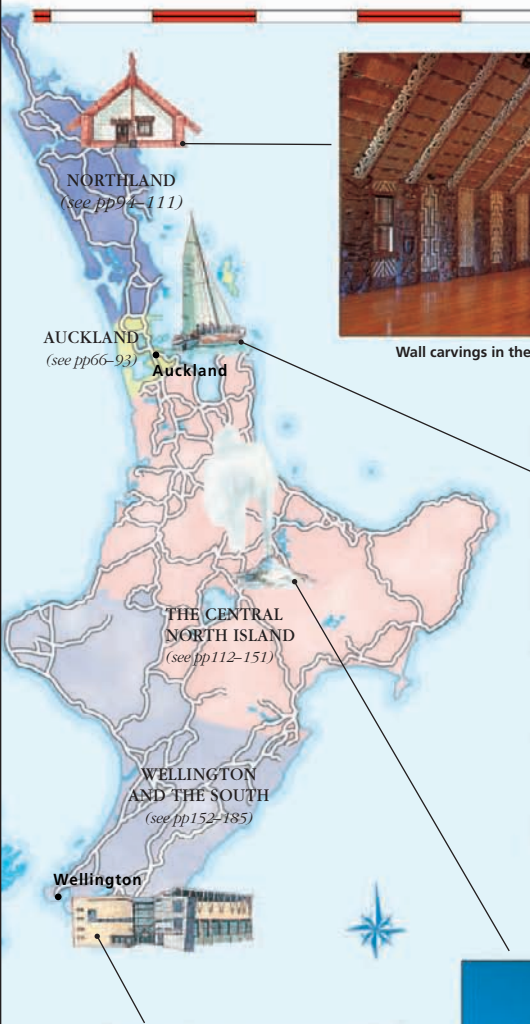 NORTHLAND
(see pp94–111)
AUCKLAND
(see pp66–93)
Auckland
Wall carvings in the
THE CENTRAL
NORTH ISLAND
(see pp112–151)
WELLINGTON
AND THE SOUTH
(see pp152–185)
Wellington